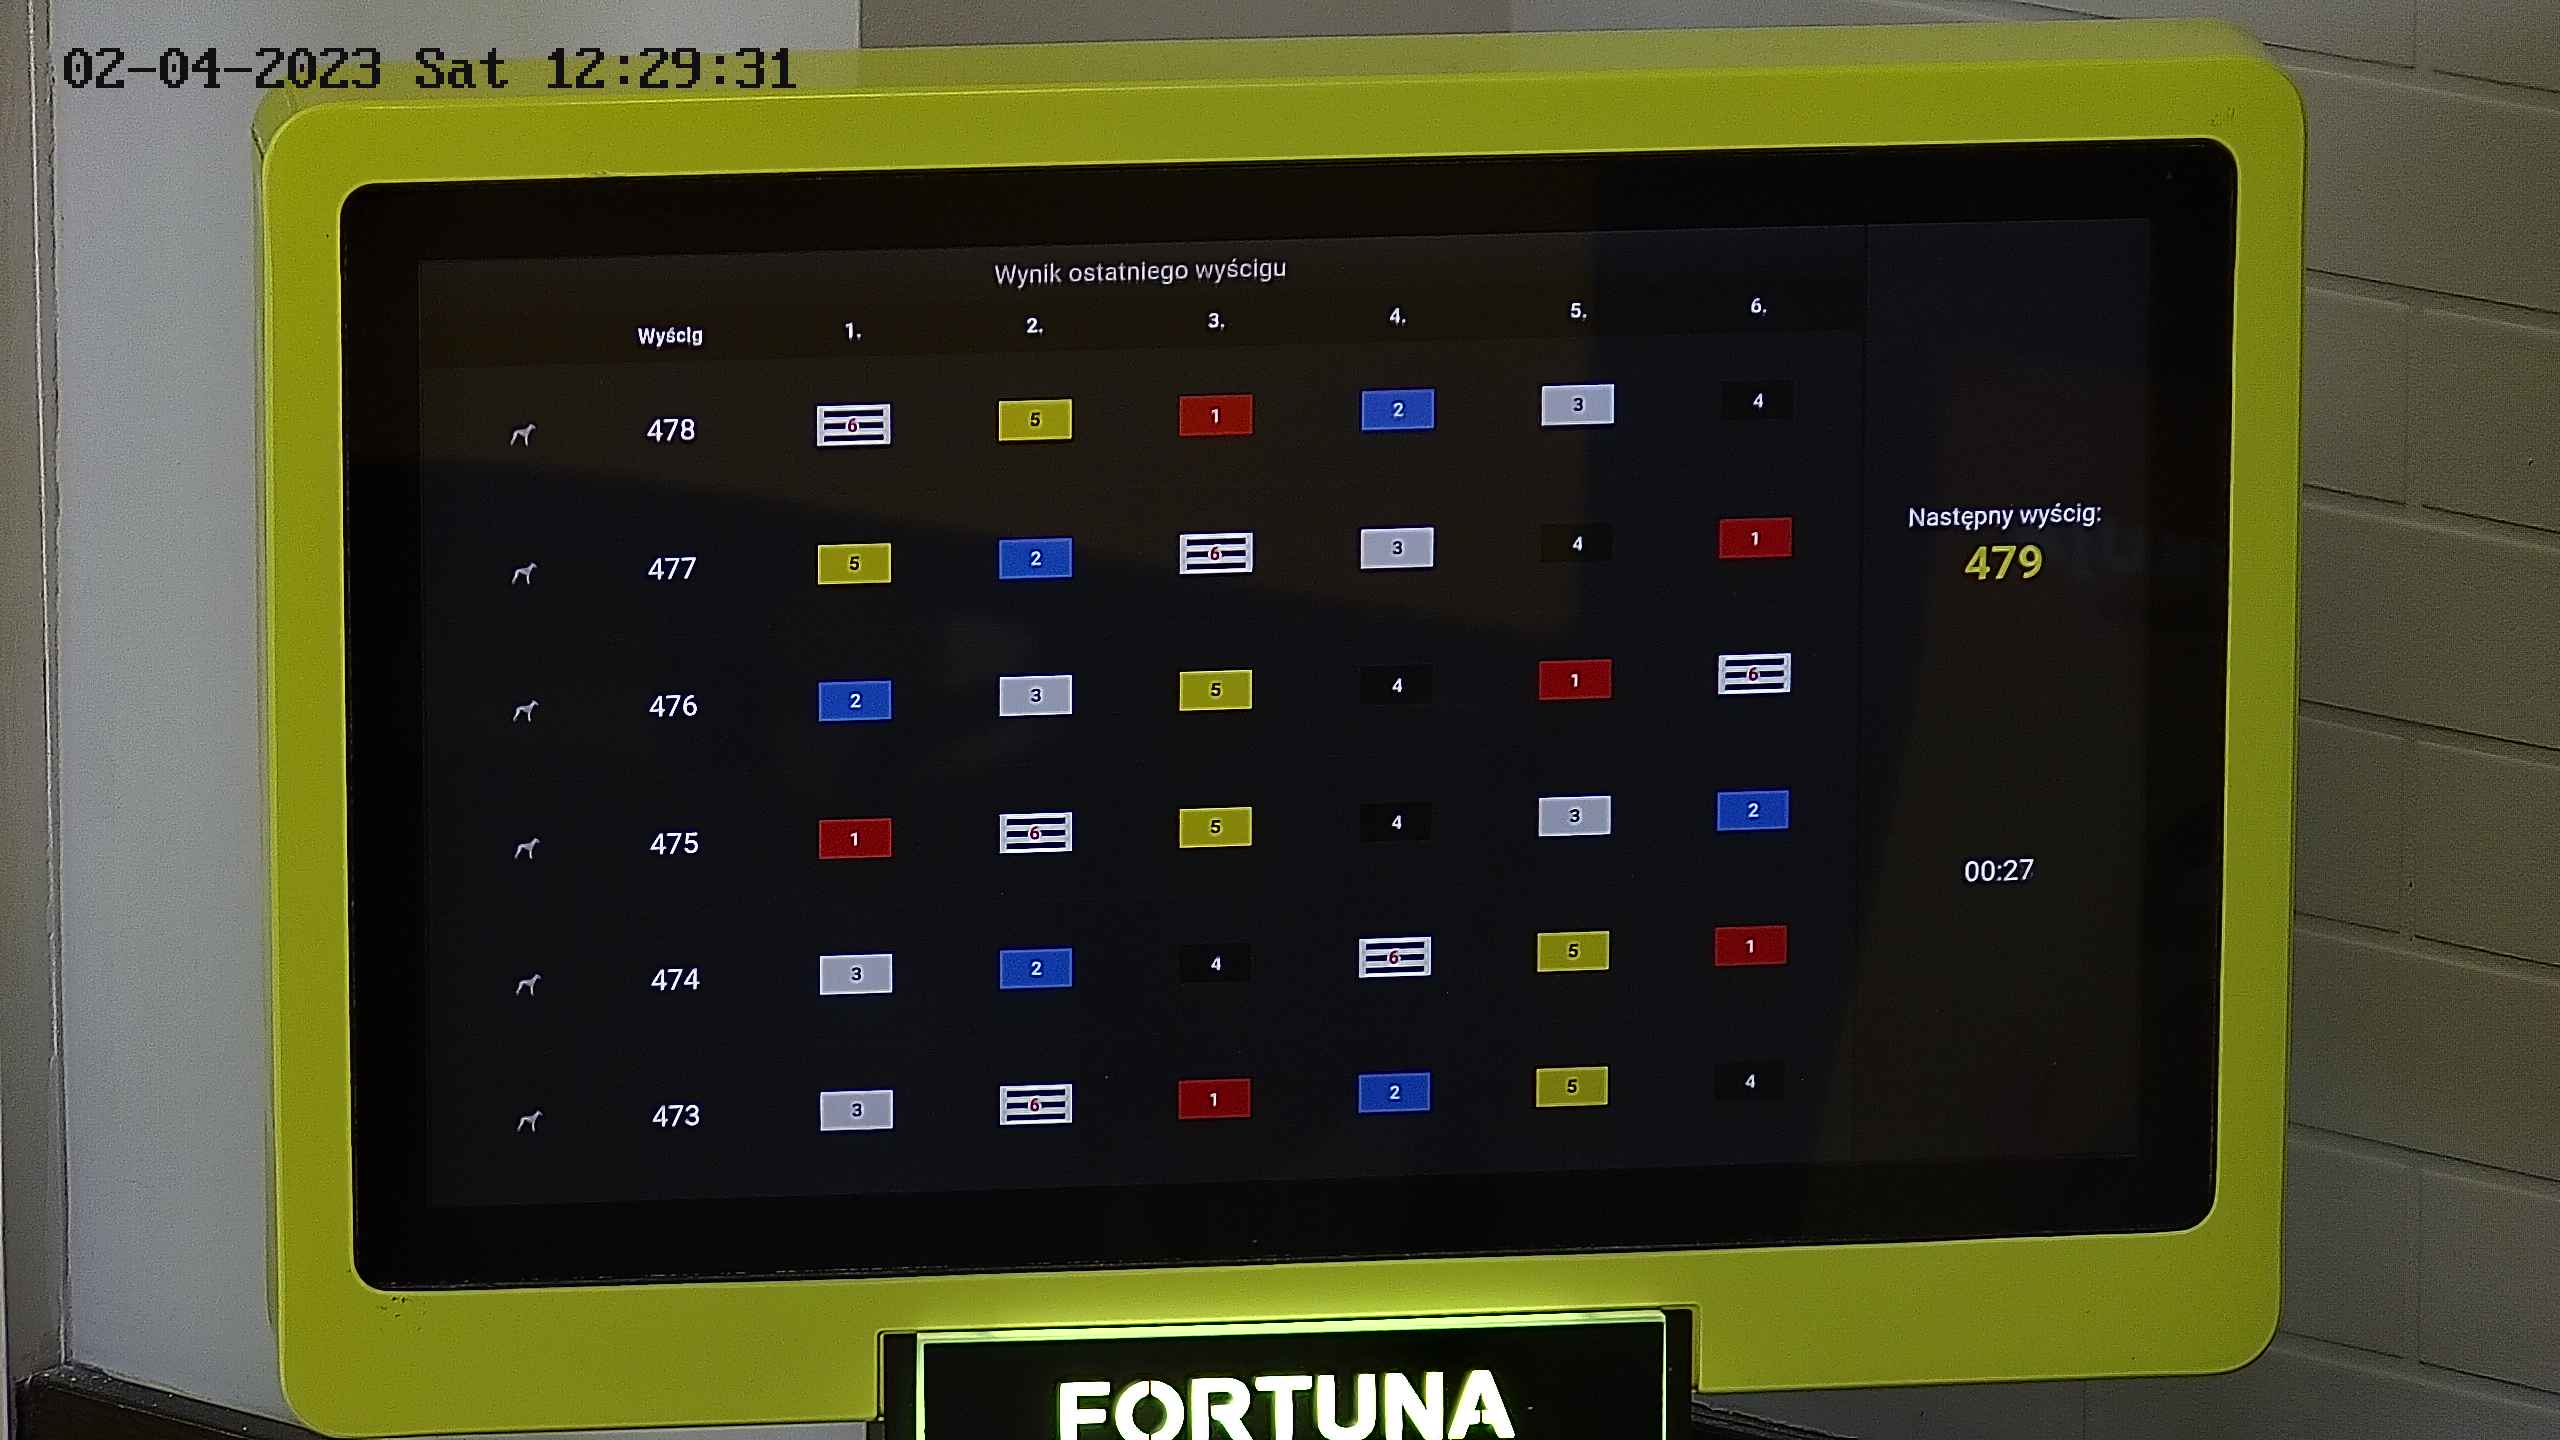 02-04-2023 Sat 12:29:31
Wynik ostatniego wyścigu
Wyścig 1. 2. 3. 4. 5. 6.
478 6 5 1 2 3 4
477 5 2 6 3 4 1
476 2 3 5 4 1 6
475 1 6 5 4 3 2
474 3 2 4 6 5 1
473 3 6 1 2 5 4
Następny wyścig:
479
00:27
FORTUNA